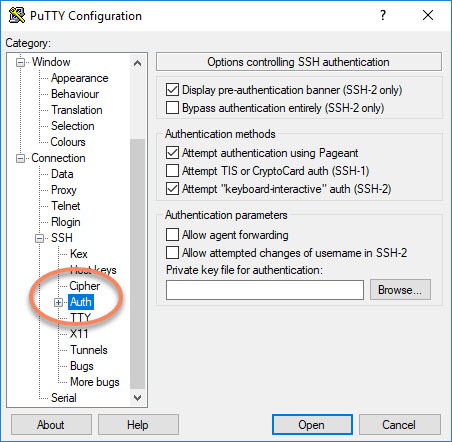 PuTTY Configuration
Category:
Window
Appearance
Behaviour
Translation
Selection
Colours
Connection
Data
Proxy
Telnet
Rlogin
SSH
Kex
Host keys
Cipher
Auth
TTY
X11
Tunnels
Bugs
More bugs
Serial
Options controlling SSH authentication
Display pre-authentication banner (SSH-2 only)
Bypass authentication entirely (SSH-2 only)
Authentication methods
Attempt authentication using Pageant
Attempt TIS or CryptoCard auth (SSH-1)
Attempt "keyboard-interactive" auth (SSH-2)
Authentication parameters
Allow agent forwarding
Allow attempted changes of username in SSH-2
Private key file for authentication:
Browse...
About
Help
Open
Cancel